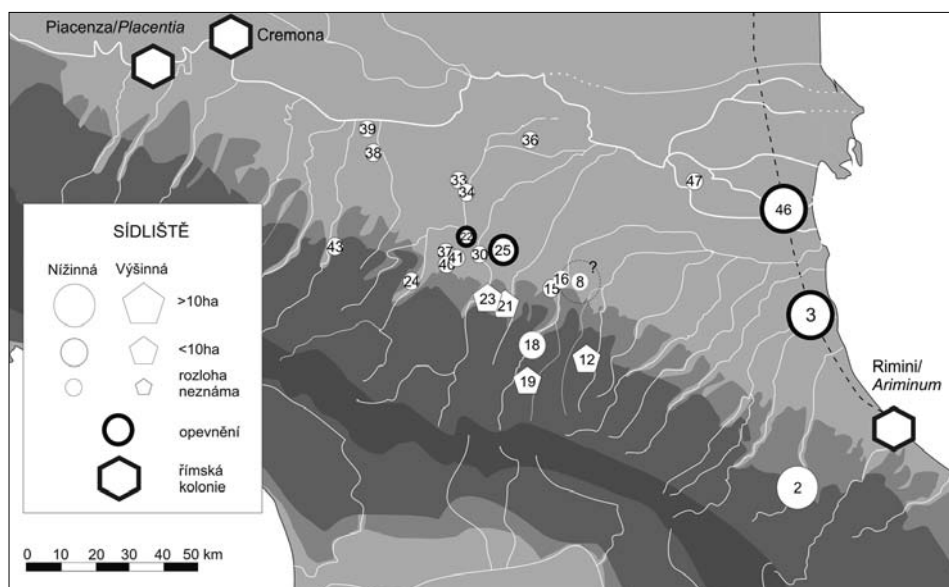 Piacenza/Placentia
Cremona
39
38
36
33
34
47
46
22
25
37
41
40
30
43
24
?
16
15
8
23
21
3
18
12
19
Rimini/
Ariminum
2
SÍDLIŠTĚ
Nížinná Výšinná
>10ha
<10ha
rozloha
neznáma
opevnění
římská
kolonie
0 10 20 30 40 50 km